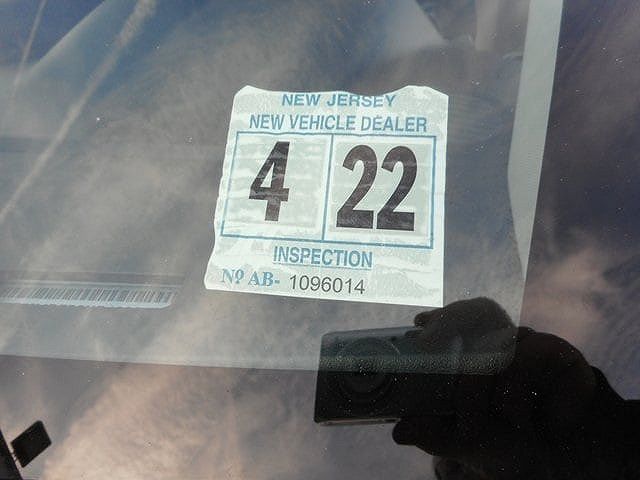 NEW JERSEY
NEW VEHICLE DEALER
4 22
INSPECTION
Nº AB- 1096014